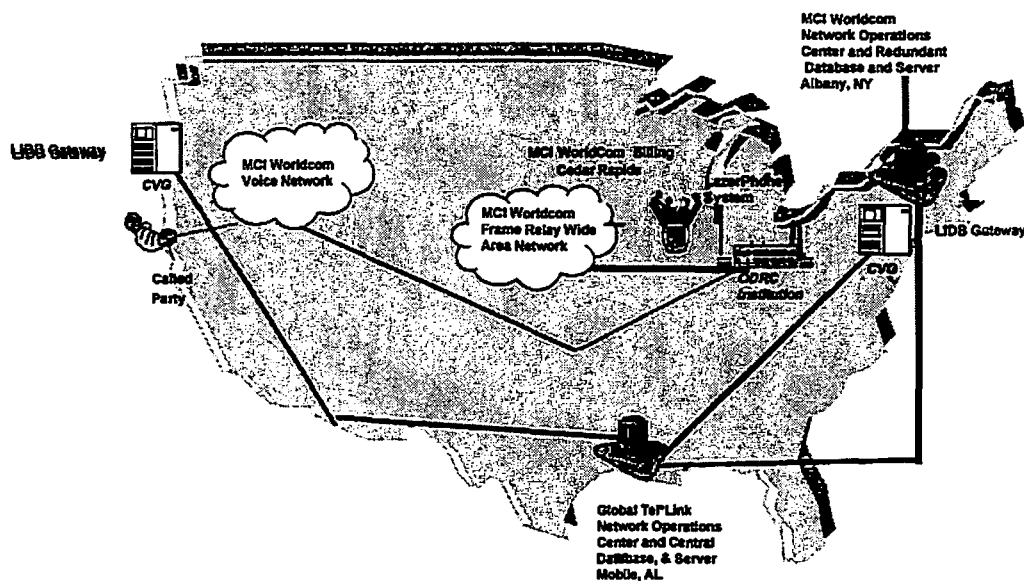 MCI Worldcom
Network Operations
Center and Redundant
Database and Server
Albany, NY
LIDB Gateway
CVG
MCI Worldcom
Voice Network
MCI WorldCom Billing
Cedar Rapids
LazerPhone
System
MCI Worldcom
Frame Relay Wide
Area Network
LIDB Gateway
CVG
Called
Party
ODRC
Institution
Global Tel*Link
Network Operations
Center and Central
Database, & Server
Mobile, AL